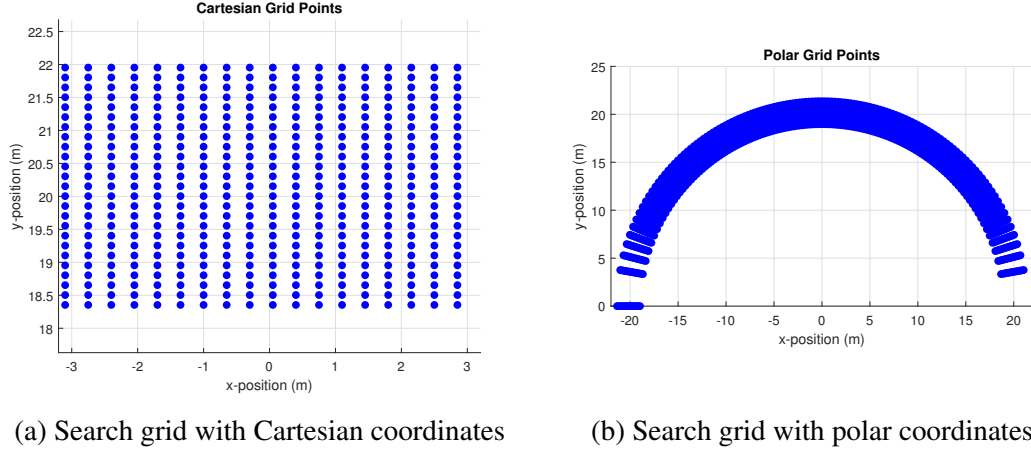 Cartesian Grid Points
22.5
22
21.5
21
20.5
20
19.5
19
18.5
18
y-position (m)
-3 -2 -1 0 1 2 3
x-position (m)
(a) Search grid with Cartesian coordinates
Polar Grid Points
25
20
15
10
5
0
y-position (m)
-20 -15 -10 -5 0 5 10 15 20
x-position (m)
(b) Search grid with polar coordinates